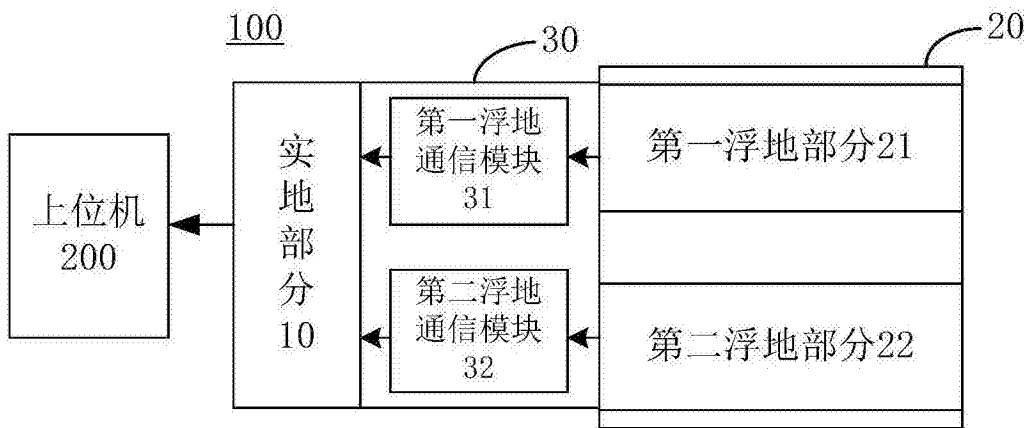 100
30
20
上位机
200
实
地
部
分
10
第一浮地
通信模块
31
第一浮地部分21
第二浮地
通信模块
32
第二浮地部分22